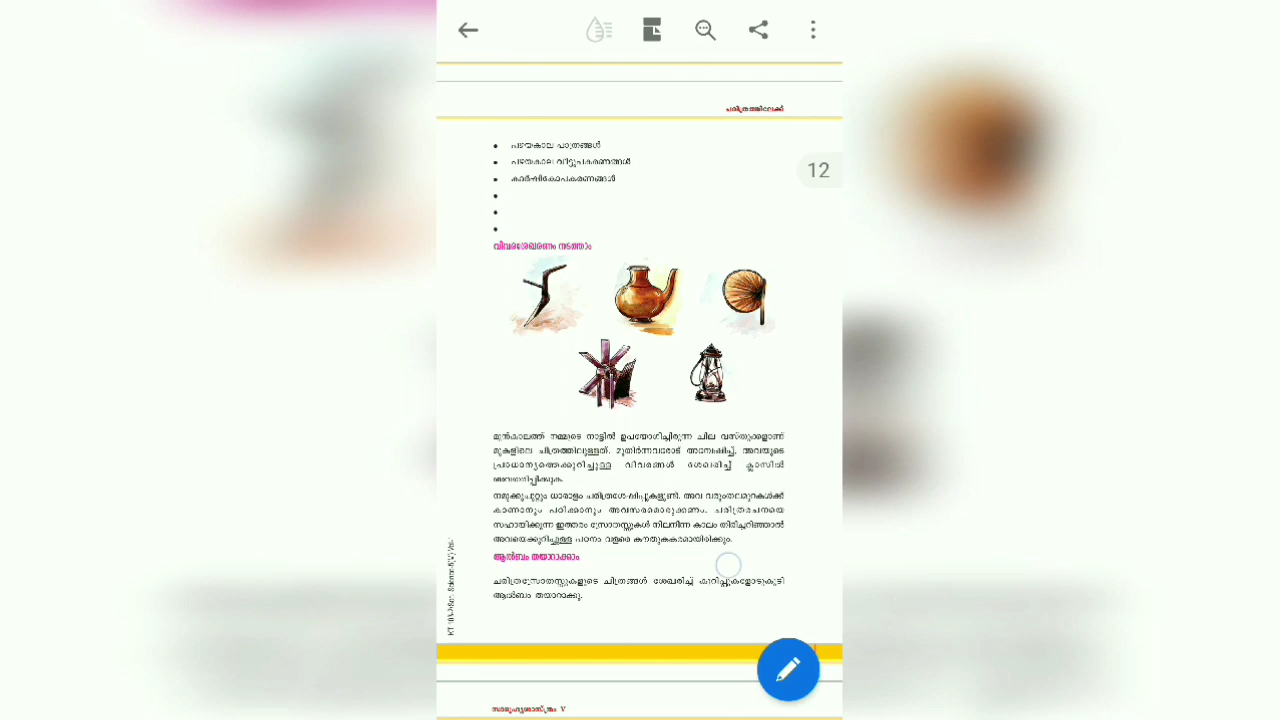 ചരിത്രത്തിലേക്ക്
• പഴയകാല പാത്രങ്ങൾ
• പഴയകാല വീട്ടുപകരണങ്ങൾ
12
• കാർഷികോപകരണങ്ങൾ
•
•
•
വിവരശേഖരണം നടത്താം
മുൻകാലത്ത് നമ്മുടെ നാട്ടിൽ ഉപയോഗിച്ചിരുന്ന ചില വസ്തുക്കളാണ്
മുകളിലെ ചിത്രത്തിലുള്ളത്. മുതിർന്നവരോട് അന്വേഷിച്ച്, അവയുടെ
പ്രാധാന്യത്തെക്കുറിച്ചുള്ള വിവരങ്ങൾ ശേഖരിച്ച് ക്ലാസിൽ
അവതരിപ്പിക്കുക.
നമുക്കുചുറ്റും ധാരാളം ചരിത്രശേഷിപ്പുകളുണ്ട്. അവ വരുംതലമുറകൾക്ക്
കാണാനും പഠിക്കാനും അവസരമൊരുക്കണം. ചരിത്രരചനയെ
സഹായിക്കുന്ന ഇത്തരം സ്രോതസ്സുകൾ നിലനിന്ന കാലം തിരിച്ചറിഞ്ഞാൽ
അവയെക്കുറിച്ചുള്ള പഠനം വളരെ കൗതുകകരമായിരിക്കും.
ആൽബം തയാറാക്കാം
ചരിത്രസ്രോതസ്സുകളുടെ ചിത്രങ്ങൾ ശേഖരിച്ച് കുറിപ്പുകളോടുകൂടി
ആൽബം തയാറാക്കൂ.
സാമൂഹ്യശാസ്ത്രം V